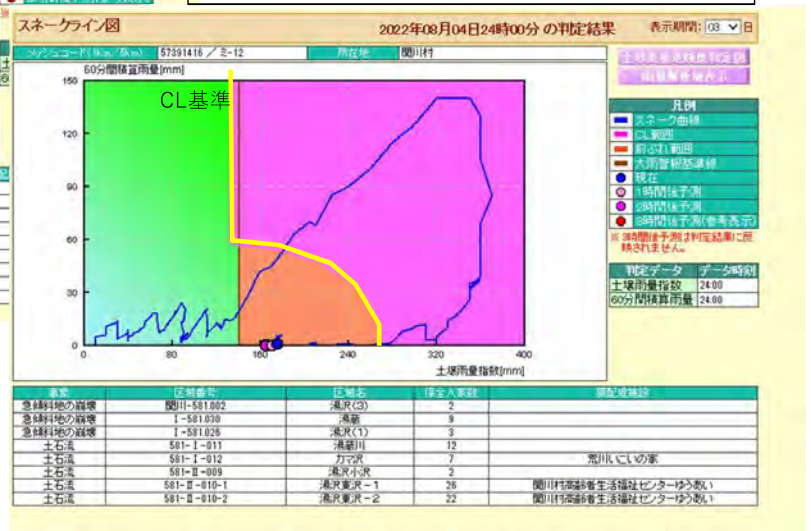 スネークライン図
2022年08月04日24時00分 の判定結果
表示期間: 03 日
メッシュコード(1km/5km) 57391416 / ミ-12 所在地 関川村
60分間積算雨量[mm]
CL基準
150
120
90
60
30
0
0 80 160 240 320 400
土壌雨量指数[mm]
凡例
スネーク曲線
CL範囲
前ぶれ範囲
大雨警報基準線
現在
1時間後予測
2時間後予測
3時間後予測(参考表示)
※ 3時間後予測は判定結果に反
映されません。
判定データ データ時刻
土壌雨量指数 24:00
60分間積算雨量 24:00
事象 区域番号 区域名 保全人家数 要配慮施設
急傾斜地の崩壊 関川-581.002 湯沢(3) 2
急傾斜地の崩壊 I-581.030 湯蔵 9
急傾斜地の崩壊 I-581.026 湯沢(1) 3
土石流 581-I-011 湯蔵川 12
土石流 581-I-012 カマ沢 7 荒川いこいの家
土石流 581-Ⅱ-009 湯沢小沢 2
土石流 581-Ⅱ-010-1 湯沢東沢-1 26 関川村高齢者生活福祉センターゆうあい
土石流 581-Ⅱ-010-2 湯沢東沢-2 22 関川村高齢者生活福祉センターゆうあい